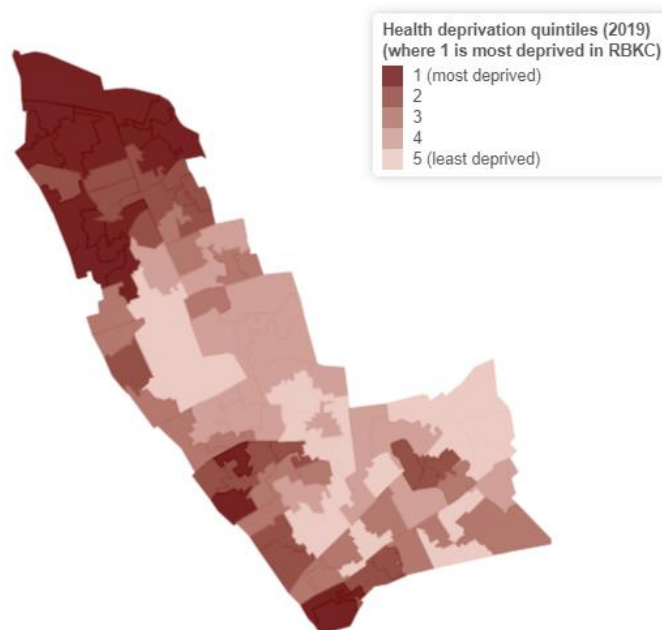 Health deprivation quintiles (2019)
(where 1 is most deprived in RBKC)
1 (most deprived)
2
3
4
5 (least deprived)